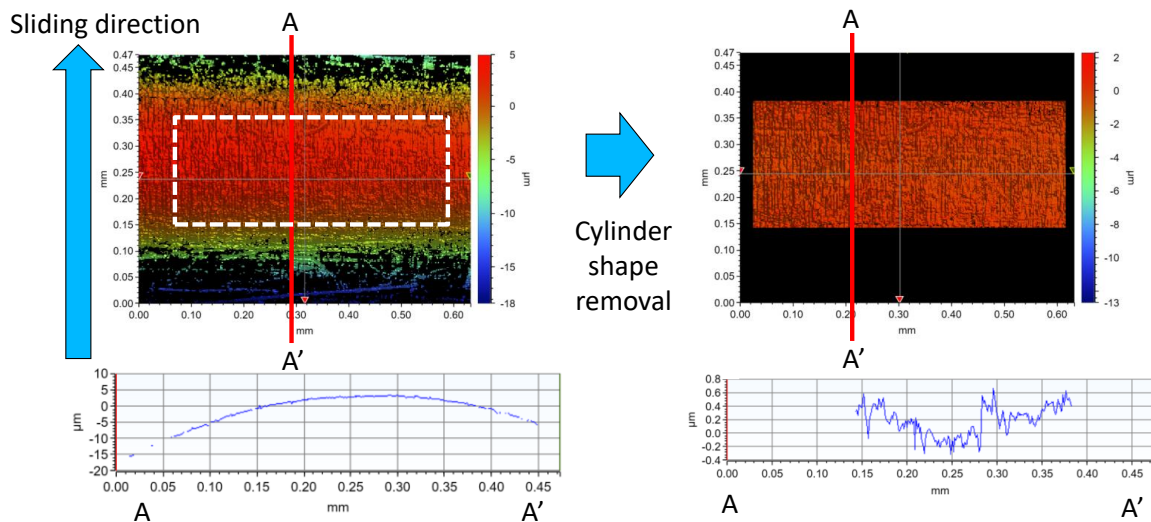 Sliding direction
A
0.47
0.45
0.40
0.35
0.30
0.25
0.20
0.15
0.10
0.05
0.00
mm
0.00 0.10 0.20 0.30 0.40 0.50 0.60
mm
5
0
-5
-10
-15
-18
µm
A’
Cylinder
shape
removal
A
0.47
0.45
0.40
0.35
0.30
0.25
0.20
0.15
0.10
0.05
0.00
mm
0.00 0.10 0.20 0.30 0.40 0.50 0.60
mm
2
0
-2
-4
-6
-8
-10
-13
µm
A’
10
5
0
-5
-10
-15
-20
µm
0.00 0.05 0.10 0.15 0.20 0.25 0.30 0.35 0.40 0.45
mm
A A’
0.8
0.6
0.4
0.2
0.0
-0.2
-0.4
µm
0.00 0.05 0.10 0.15 0.20 0.25 0.30 0.35 0.40 0.45
mm
A A’